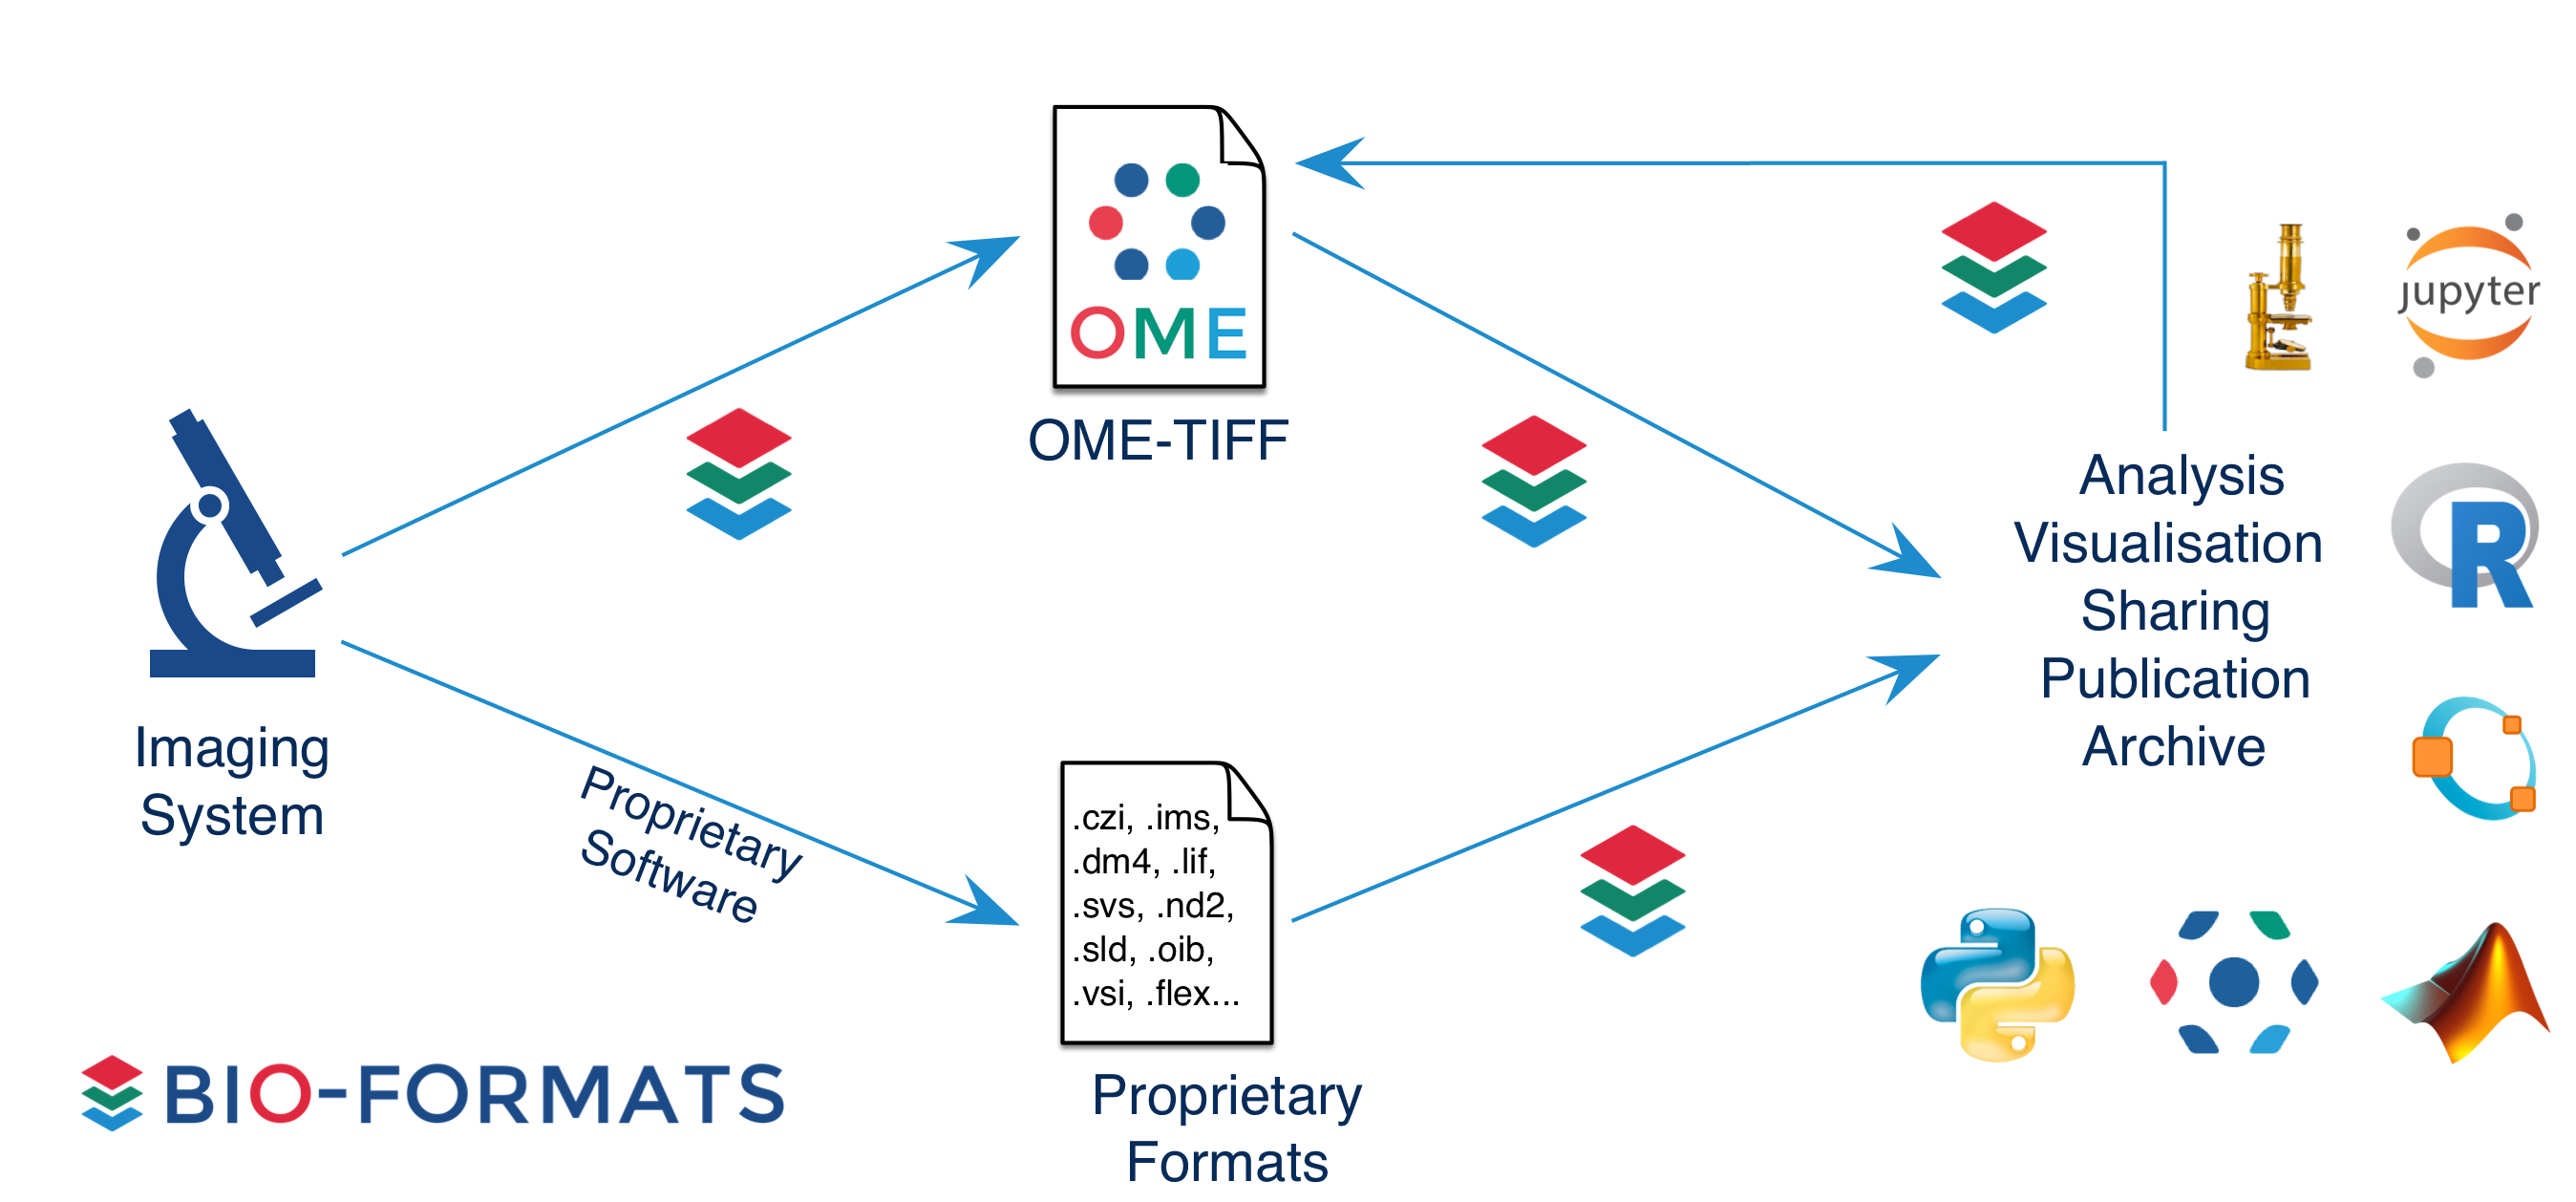 OME
OME-TIFF
jupyter
Analysis
Visualisation
Sharing
Publication
Archive
R
Imaging
System
Proprietary
Software
.czi, .ims,
.dm4, .lif,
.svs, .nd2,
.sld, .oib,
.vsi, .flex...
Proprietary
Formats
BIO-FORMATS